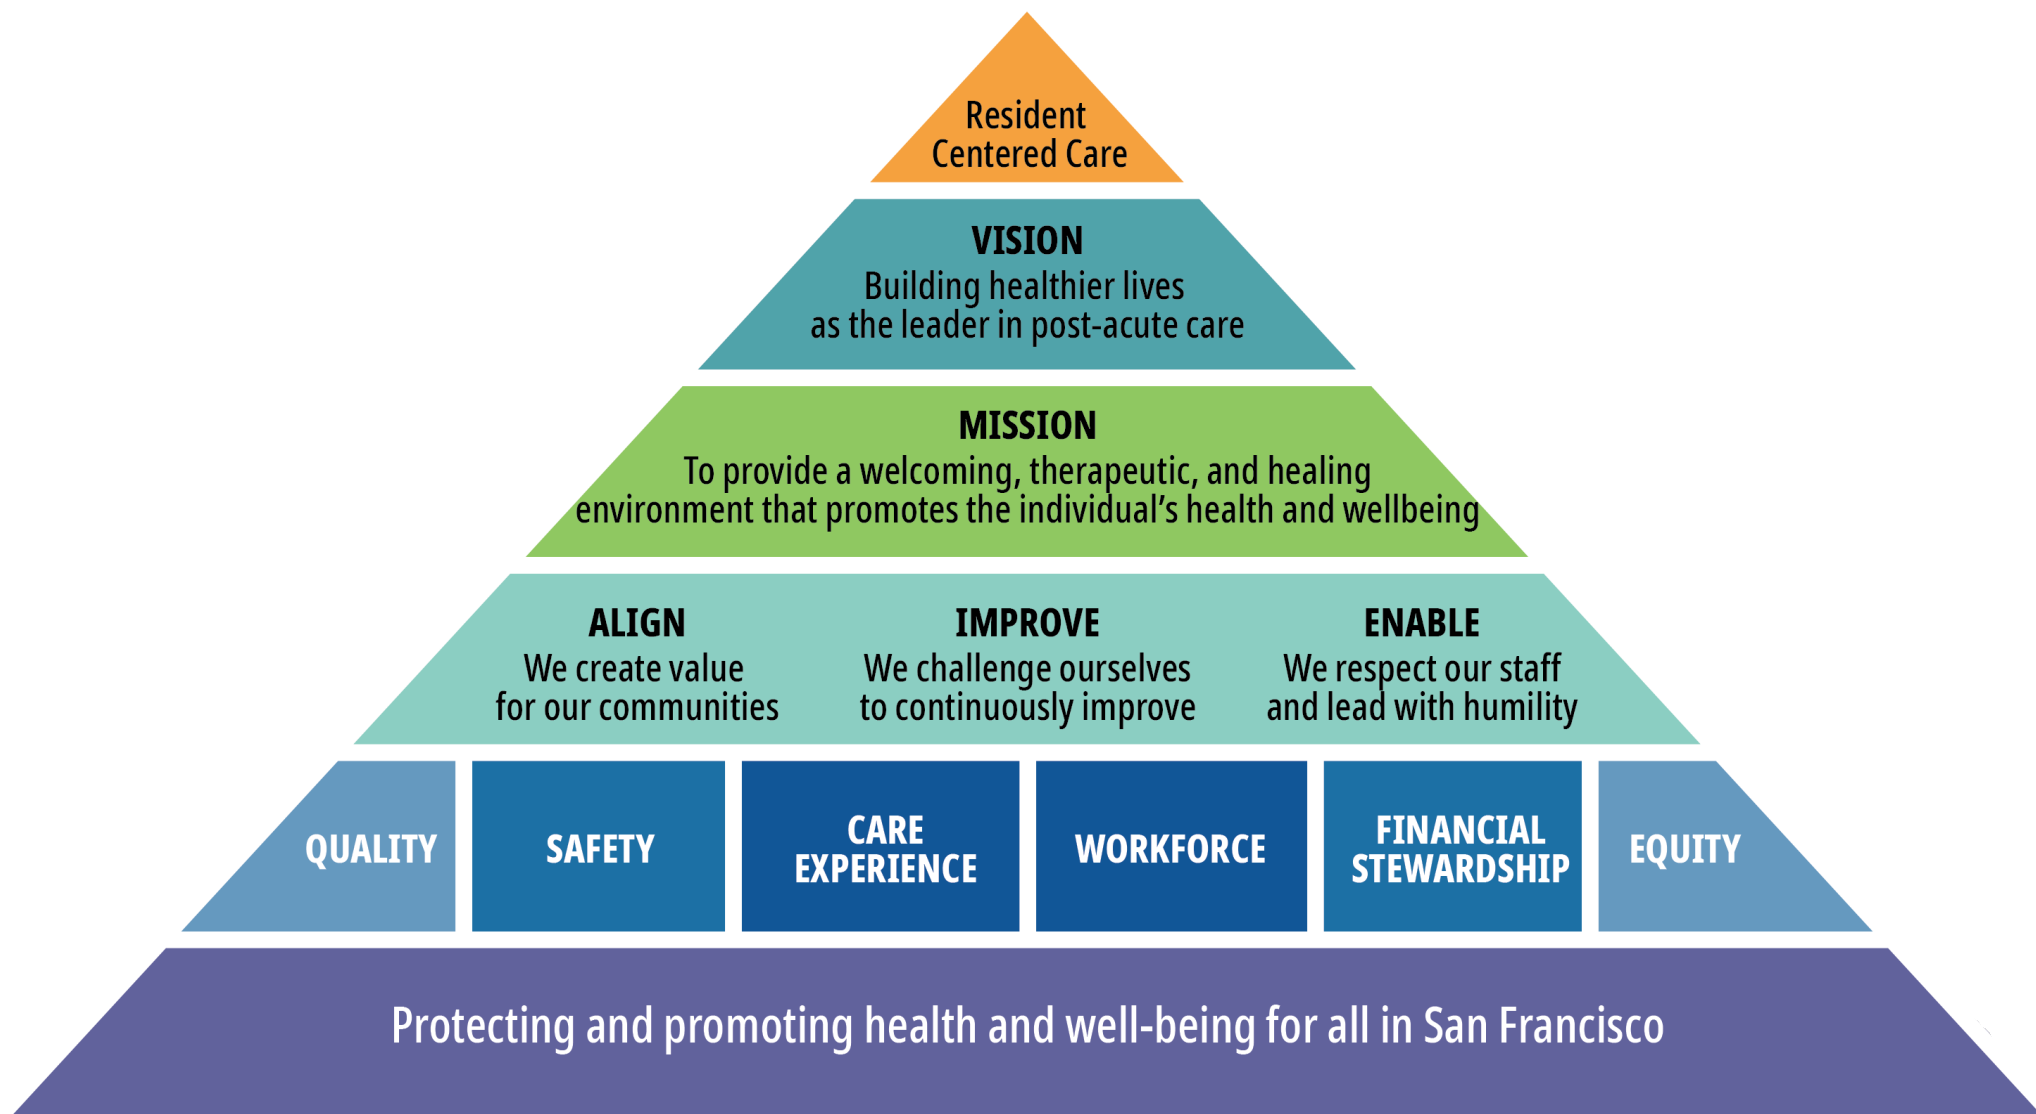 Resident
Centered Care
VISION
Building healthier lives
as the leader in post-acute care
MISSION
To provide a welcoming, therapeutic, and healing
environment that promotes the individual’s health and wellbeing
ALIGN
We create value
for our communities
IMPROVE
We challenge ourselves
to continuously improve
ENABLE
We respect our staff
and lead with humility
QUALITY
SAFETY
CARE
EXPERIENCE
WORKFORCE
FINANCIAL
STEWARDSHIP
EQUITY
Protecting and promoting health and well-being for all in San Francisco